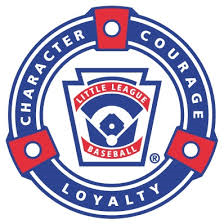 CHARACTER
COURAGE
LOYALTY
LITTLE LEAGUE
BASEBALL
®